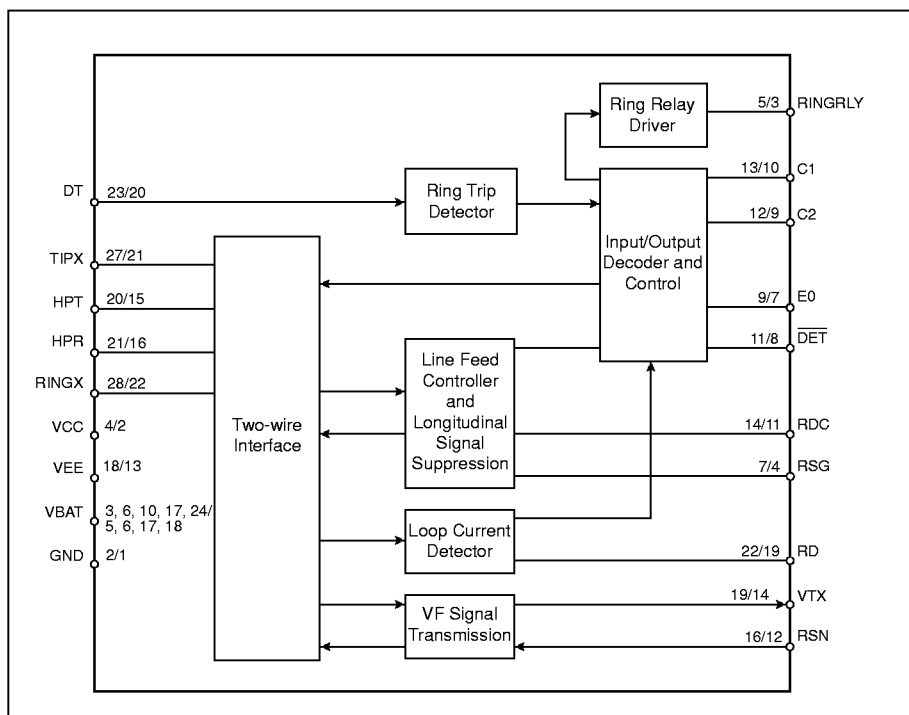 Ring Relay
Driver
5/3
RINGRLY
13/10
C1
DT
23/20
Ring Trip
Detector
12/9
C2
Input/Output
Decoder and
Control
TIPX
27/21
HPT
20/15
E0
9/7
HPR
21/16
DET
11/8
RINGX
28/22
Line Feed
Controller
and
Longitudinal
Signal
Suppression
Two-wire
Interface
VCC
4/2
14/11
RDC
VEE
18/13
7/4
RSG
VBAT
3, 6, 10, 17, 24/
5, 6, 17, 18
Loop Current
Detector
GND
2/1
22/19
RD
VF Signal
Transmission
19/14
VTX
16/12
RSN